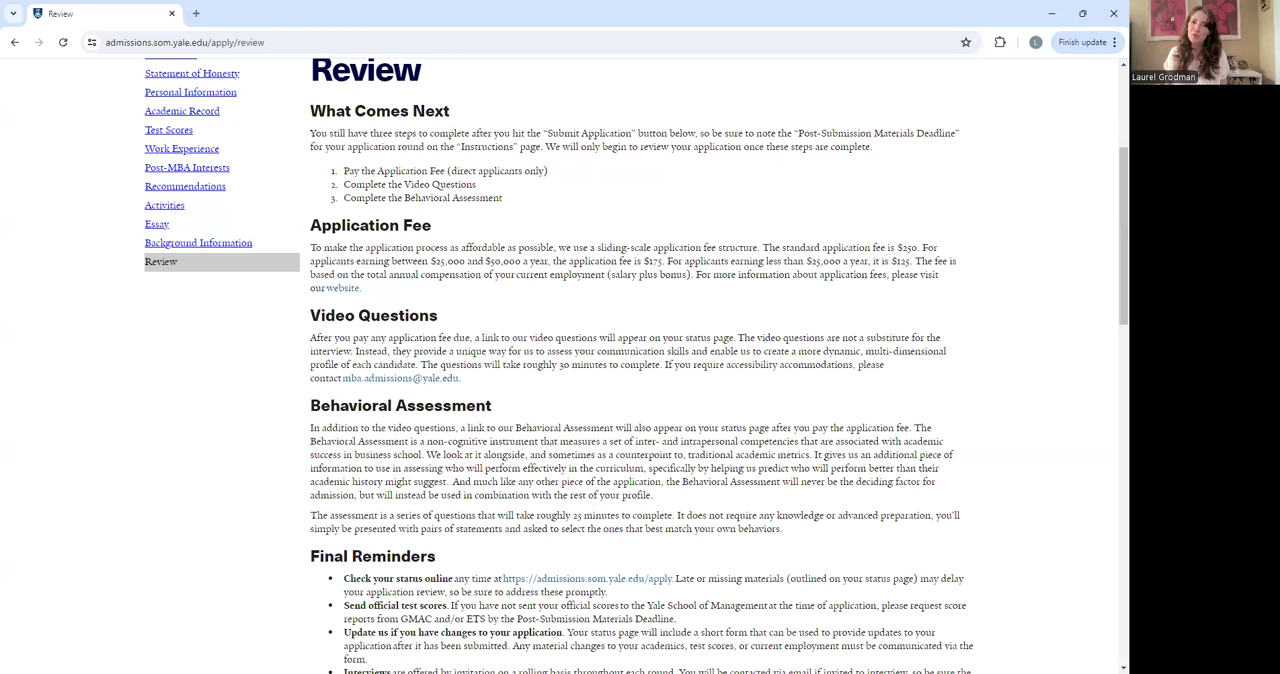 Review
admissions.som.yale.edu/apply/review
Finish update
L
Laurel Grodman
Statement of Honesty
Personal Information
Academic Record
Test Scores
Work Experience
Post-MBA Interests
Recommendations
Activities
Essay
Background Information
Review
Review
What Comes Next
You still have three steps to complete after you hit the “Submit Application” button below, so be sure to note the “Post-Submission Materials Deadline”
for your application round on the “Instructions” page. We will only begin to review your application once these steps are complete.
1. Pay the Application Fee (direct applicants only)
2. Complete the Video Questions
3. Complete the Behavioral Assessment
Application Fee
To make the application process as affordable as possible, we use a sliding-scale application fee structure. The standard application fee is $250. For
applicants earning between $25,000 and $50,000 a year, the application fee is $175. For applicants earning less than $25,000 a year, it is $125. The fee is
based on the total annual compensation of your current employment (salary plus bonus). For more information about application fees, please visit
our website.
Video Questions
After you pay any application fee due, a link to our video questions will appear on your status page. The video questions are not a substitute for the
interview. Instead, they provide a unique way for us to assess your communication skills and enable us to create a more dynamic, multi-dimensional
profile of each candidate. The questions will take roughly 30 minutes to complete. If you require accessibility accommodations, please
contact mba.admissions@yale.edu.
Behavioral Assessment
In addition to the video questions, a link to our Behavioral Assessment will also appear on your status page after you pay the application fee. The
Behavioral Assessment is a non-cognitive instrument that measures a set of inter- and intrapersonal competencies that are associated with academic
success in business school. We look at it alongside, and sometimes as a counterpoint to, traditional academic metrics. It gives us an additional piece of
information to use in assessing who will perform effectively in the curriculum, specifically by helping us predict who will perform better than their
academic history might suggest. And much like any other piece of the application, the Behavioral Assessment will never be the deciding factor for
admission, but will instead be used in combination with the rest of your profile.
The assessment is a series of questions that will take roughly 25 minutes to complete. It does not require any knowledge or advanced preparation, you’ll
simply be presented with pairs of statements and asked to select the ones that best match your own behaviors.
Final Reminders
• Check your status online any time at https://admissions.som.yale.edu/apply. Late or missing materials (outlined on your status page) may delay
your application review, so be sure to address these promptly.
• Send official test scores. If you have not sent your official scores to the Yale School of Management at the time of application, please request score
reports from GMAC and/or ETS by the Post-Submission Materials Deadline.
• Update us if you have changes to your application. Your status page will include a short form that can be used to provide updates to your
application after it has been submitted. Any material changes to your academics, test scores, or current employment must be communicated via the
form.
• Interviews are offered by invitation on a rolling basis throughout each round. You will be contacted via email if invited to interview, so be sure the